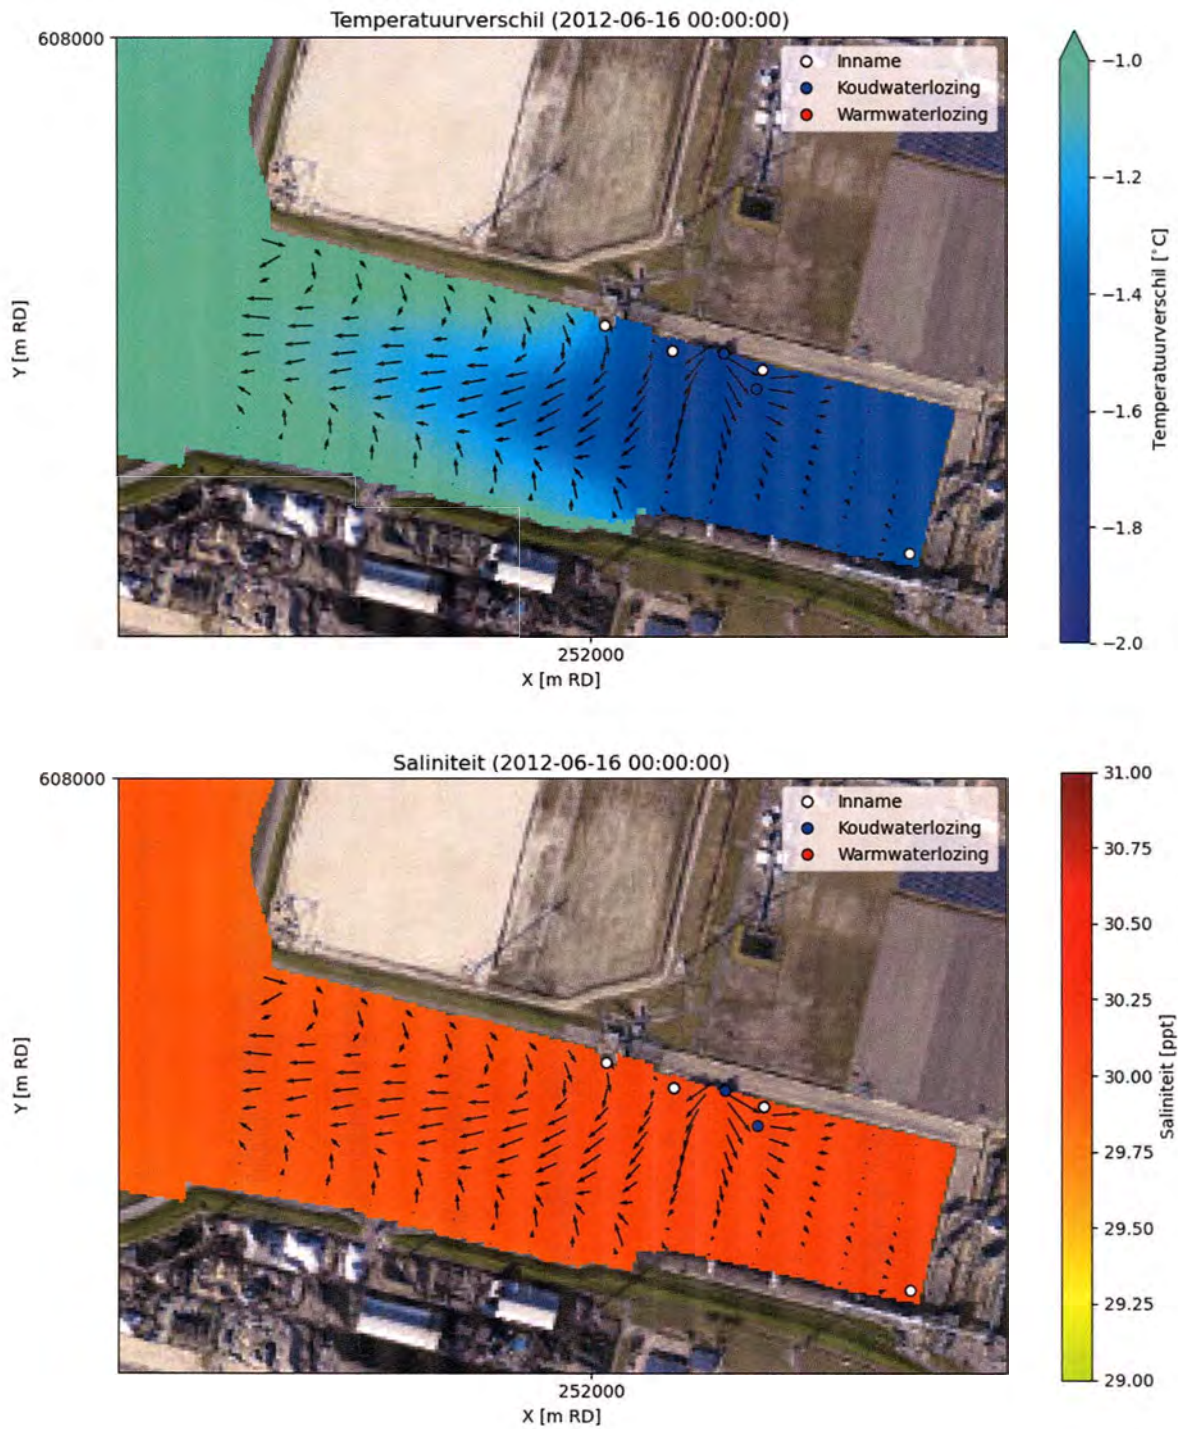 Temperatuurverschil (2012-06-16 00:00:00)
608000
Inname
Koudwaterlozing
Warmwaterlozing
Y [m RD]
252000
X [m RD]
−1.0
−1.2
−1.4
−1.6
−1.8
−2.0
Temperatuurverschil [°C]
Saliniteit (2012-06-16 00:00:00)
608000
Inname
Koudwaterlozing
Warmwaterlozing
Y [m RD]
252000
X [m RD]
31.00
30.75
30.50
30.25
30.00
29.75
29.50
29.25
29.00
Saliniteit [ppt]